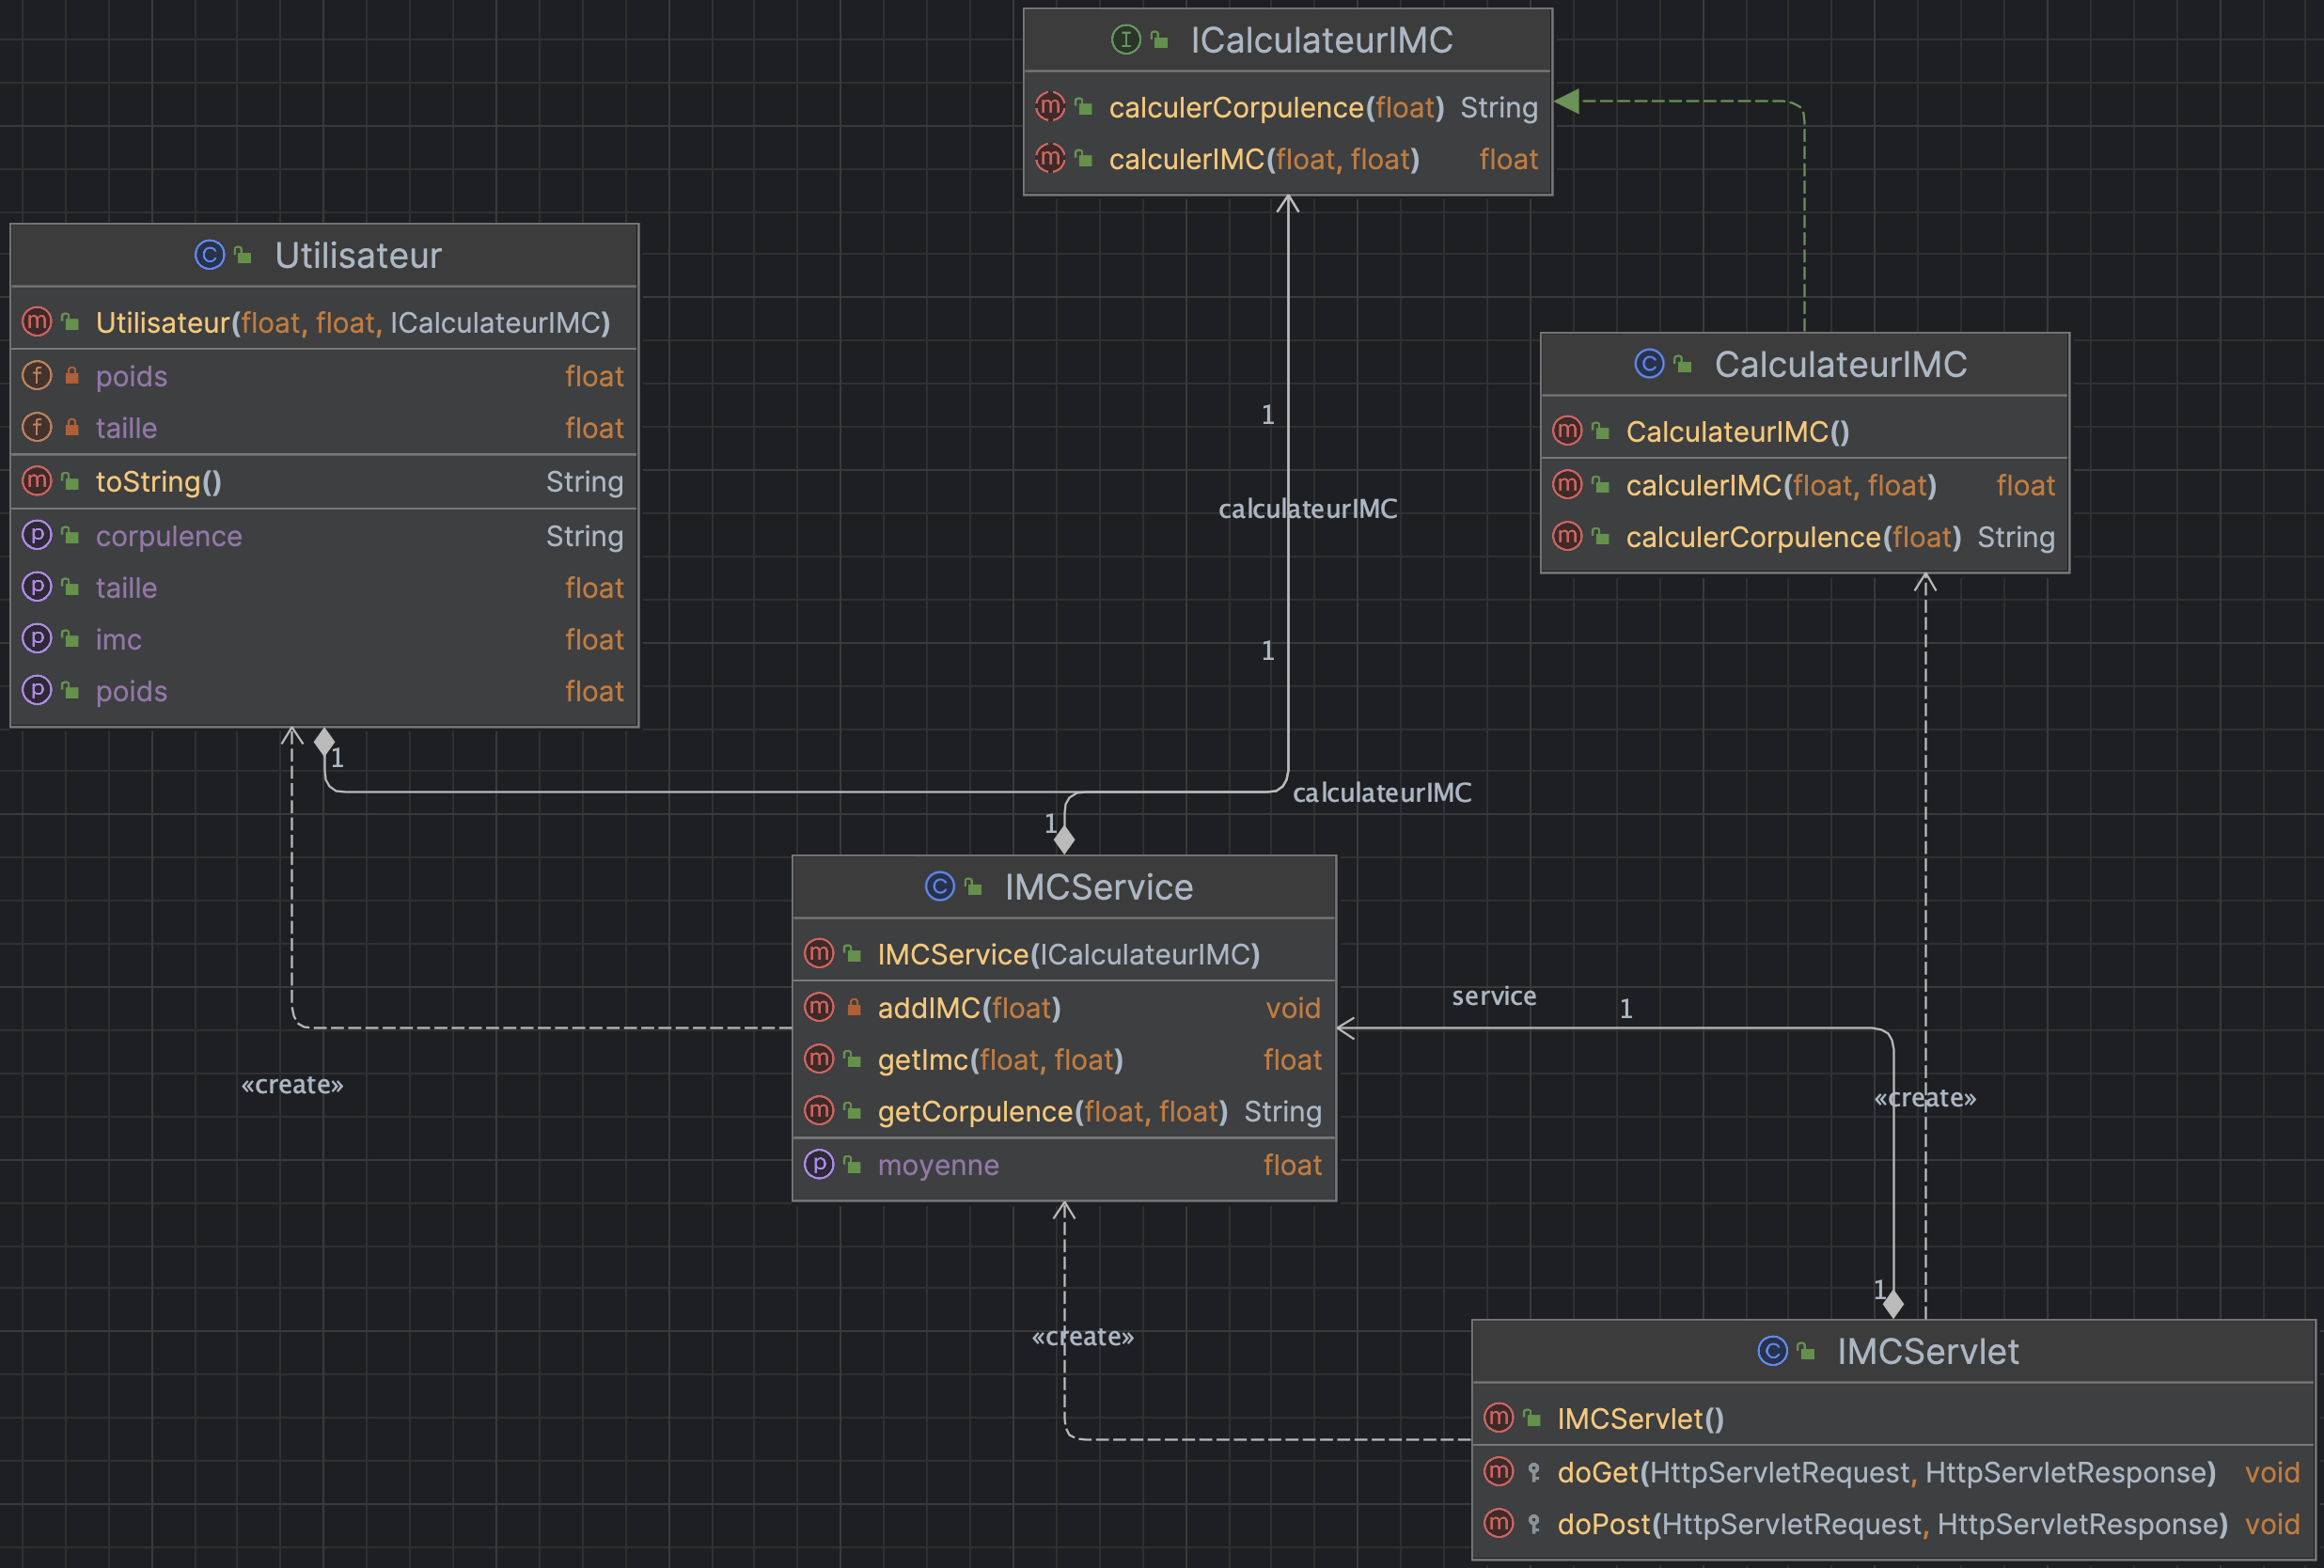 ICalculateurIMC
calculerCorpulence(float) String
calculerIMC(float, float) float
Utilisateur
Utilisateur(float, float, ICalculateurIMC)
poids float
taille float
toString() String
corpulence String
taille float
imc float
poids float
CalculateurIMC
CalculateurIMC()
calculerIMC(float, float) float
calculerCorpulence(float) String
1
calculateurIMC
1
1
calculateurIMC
1
IMCService
IMCService(ICalculateurIMC)
addIMC(float) void
getImc(float, float) float
getCorpulence(float, float) String
moyenne float
service 1
«create»
«create»
1
«create»
IMCServlet
IMCServlet()
doGet(HttpServletRequest, HttpServletResponse) void
doPost(HttpServletRequest, HttpServletResponse) void